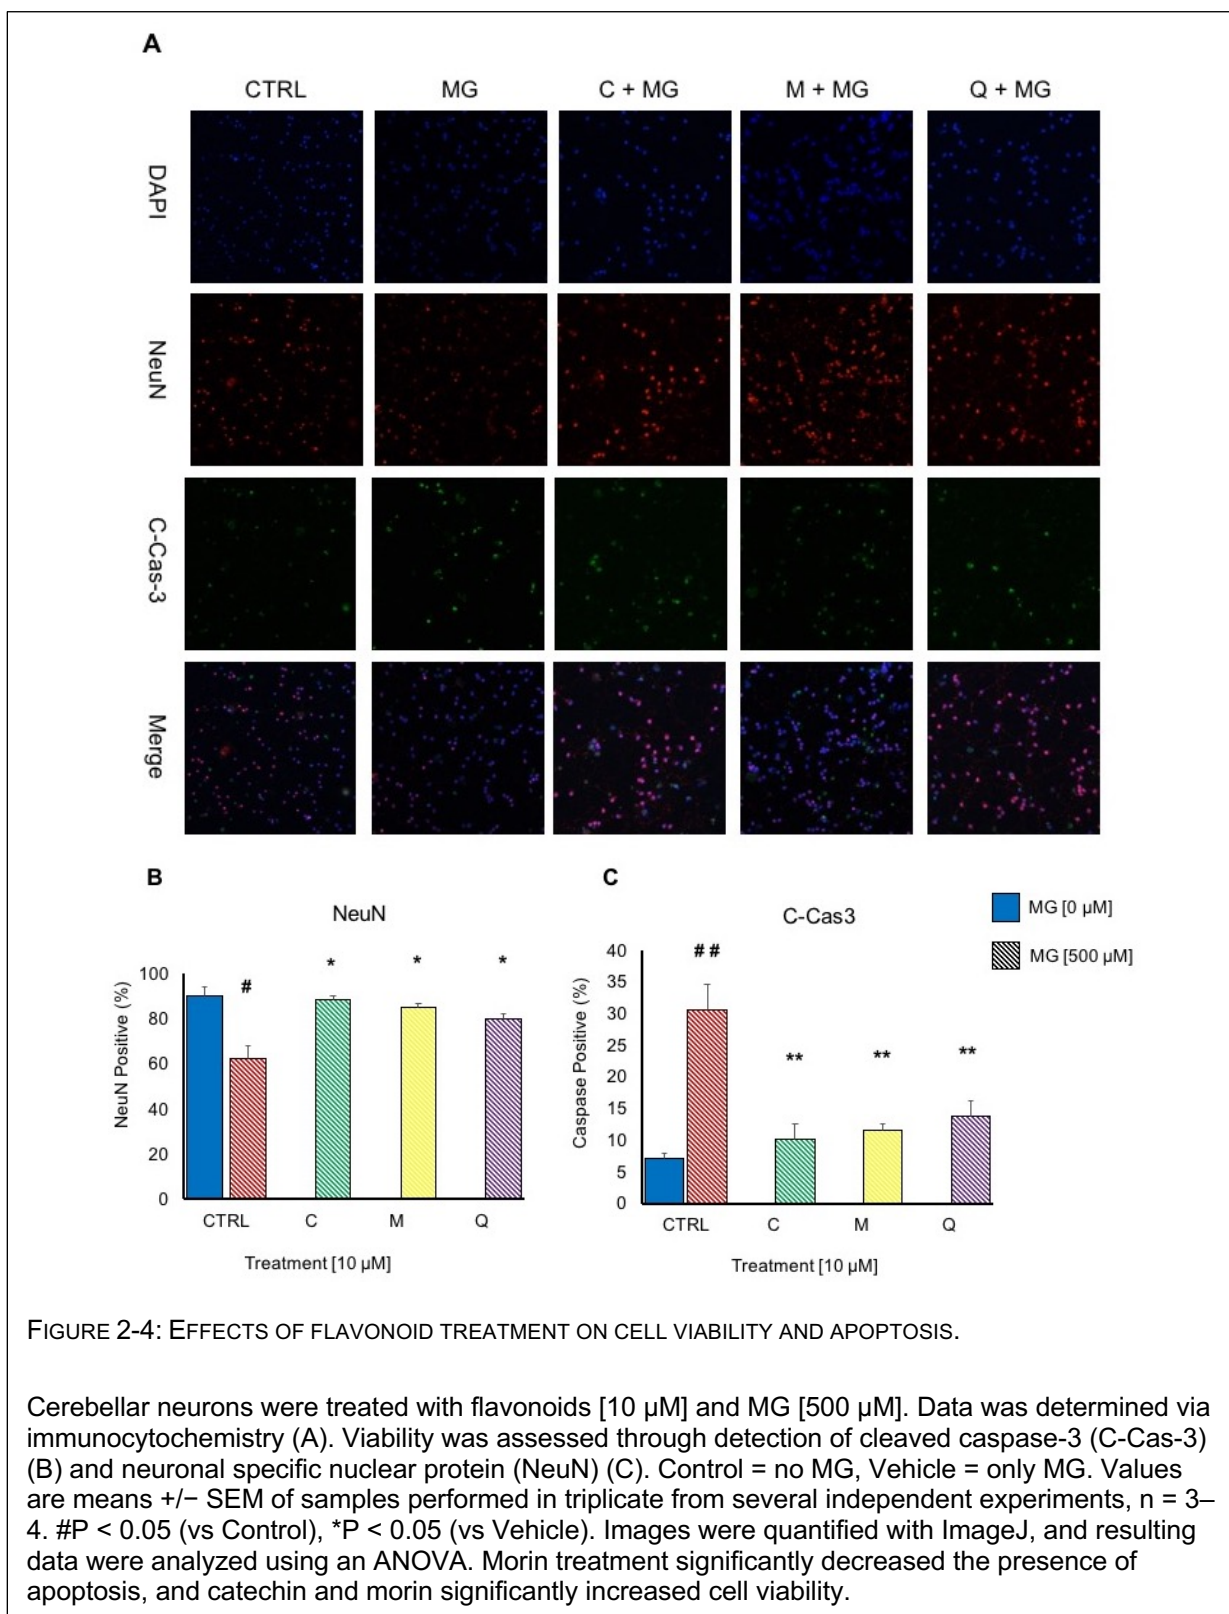 A
CTRL MG C + MG M + MG Q + MG
DAPI
NeuN
C-Cas-3
Merge
B
NeuN
NeuN Positive (%)
100
80
60
40
20
0
#
*
*
*
CTRL C M Q
Treatment [10 µM]
C
C-Cas3
Caspase Positive (%)
40
35
30
25
20
15
10
5
0
# #
**
**
**
CTRL C M Q
Treatment [10 µM]
MG [0 µM]
MG [500 µM]
FIGURE 2-4: EFFECTS OF FLAVONOID TREATMENT ON CELL VIABILITY AND APOPTOSIS.
Cerebellar neurons were treated with flavonoids [10 µM] and MG [500 µM]. Data was determined via
immunocytochemistry (A). Viability was assessed through detection of cleaved caspase-3 (C-Cas-3)
(B) and neuronal specific nuclear protein (NeuN) (C). Control = no MG, Vehicle = only MG. Values
are means +/− SEM of samples performed in triplicate from several independent experiments, n = 3–
4. #P < 0.05 (vs Control), *P < 0.05 (vs Vehicle). Images were quantified with ImageJ, and resulting
data were analyzed using an ANOVA. Morin treatment significantly decreased the presence of
apoptosis, and catechin and morin significantly increased cell viability.